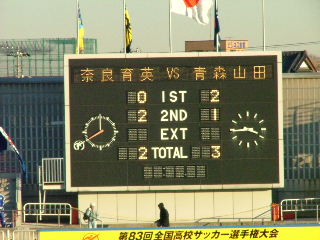 奈良育英 VS 青森山田
0 1ST 2
2 2ND 1
EXT
2 TOTAL 3
第83回全国高校サッカー選手権大会